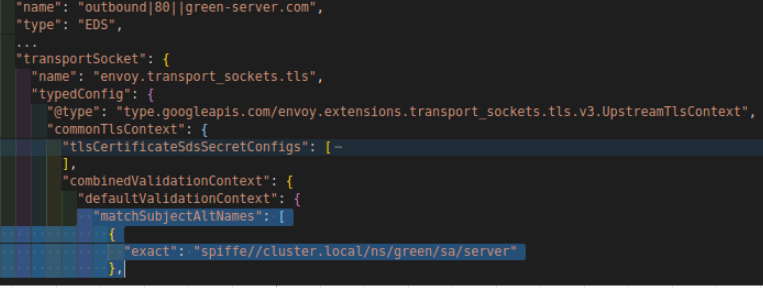 "name": "outbound|80||green-server.com",
"type": "EDS",
...
"transportSocket": {
"name": "envoy.transport_sockets.tls",
"typedConfig": {
"@type": "type.googleapis.com/envoy.extensions.transport_sockets.tls.v3.UpstreamTlsContext",
"commonTlsContext": {
"tlsCertificateSdsSecretConfigs": [ ⋯
],
"combinedValidationContext": {
"defaultValidationContext": {
"matchSubjectAltNames": [
{
"exact": "spiffe//cluster.local/ns/green/sa/server"
},